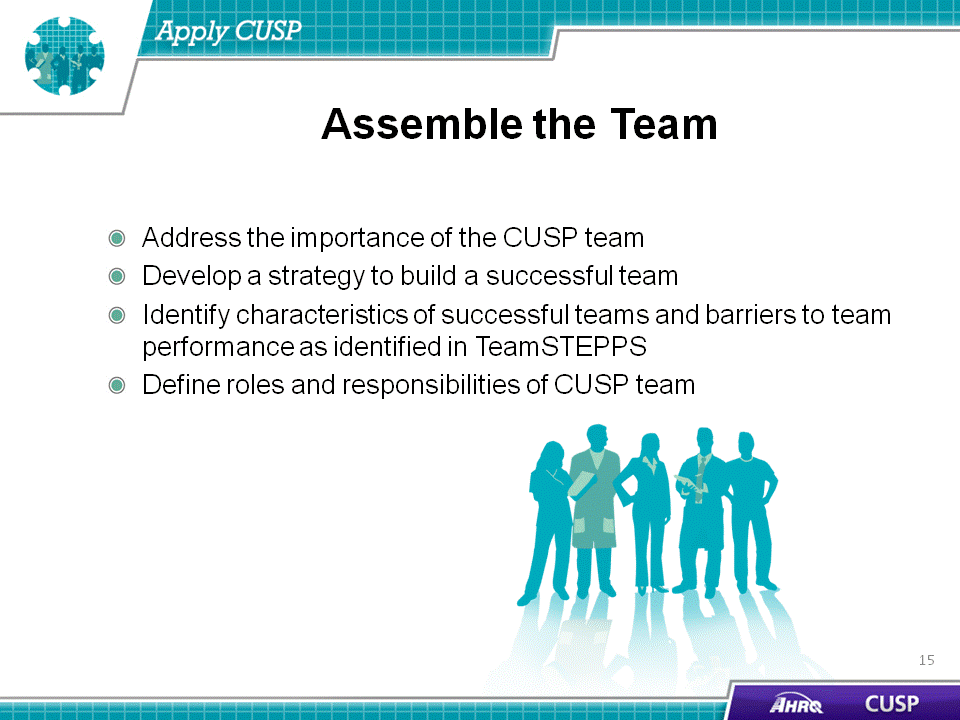 Apply CUSP
Assemble the Team
Address the importance of the CUSP team
Develop a strategy to build a successful team
Identify characteristics of successful teams and barriers to team
performance as identified in TeamSTEPPS
Define roles and responsibilities of CUSP team
15
AHRQ
CUSP